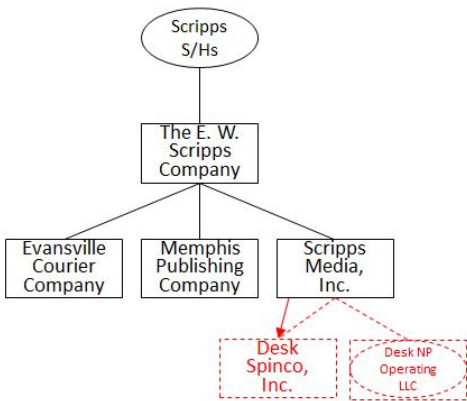 Scripps
S/Hs
The E. W.
Scripps
Company
Evansville
Courier
Company
Memphis
Publishing
Company
Scripps
Media,
Inc.
Desk
Spinco,
Inc.
Desk NP
Operating
LLC